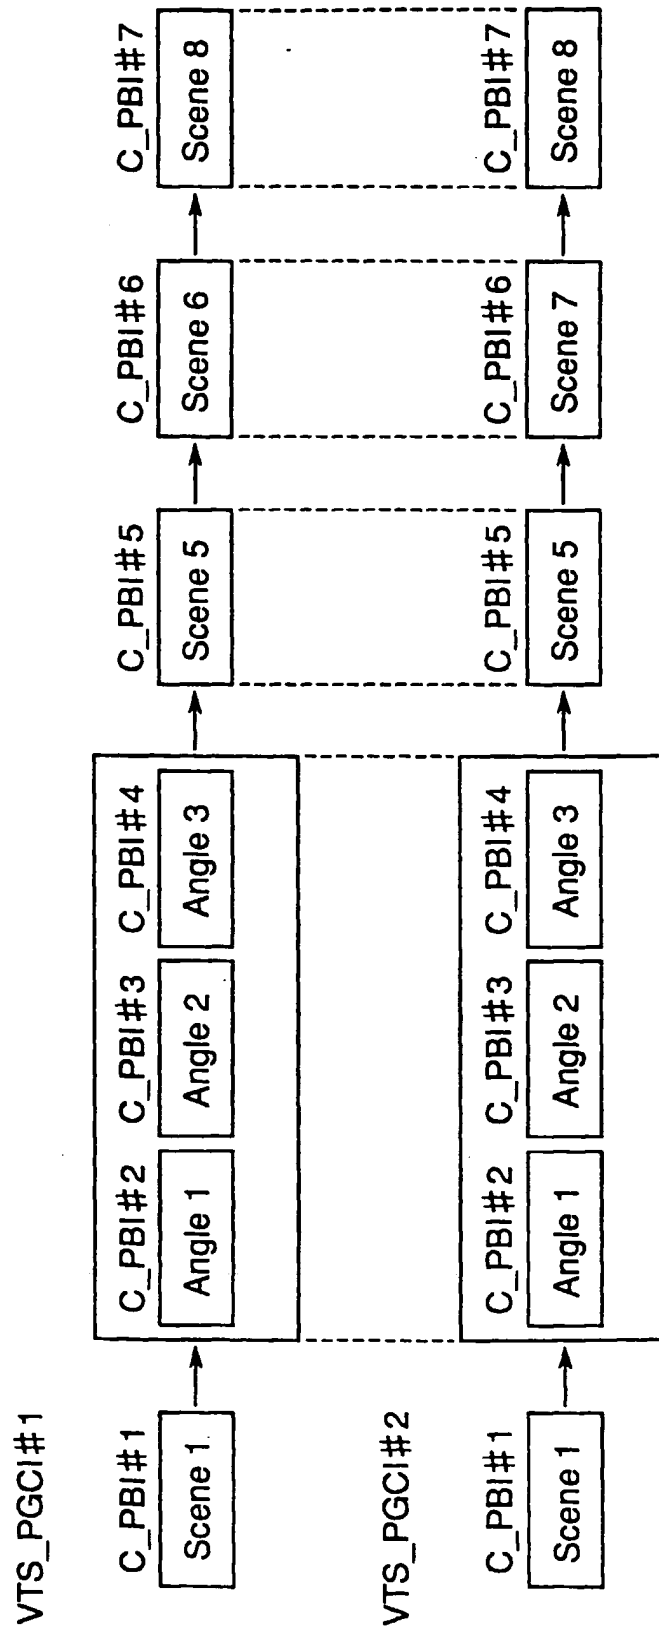 VTS_PGCI#1
C_PBI#1
Scene 1
C_PBI#2
Angle 1
C_PBI#3
Angle 2
C_PBI#4
Angle 3
C_PBI#5
Scene 5
C_PBI#6
Scene 6
C_PBI#7
Scene 8
VTS_PGCI#2
C_PBI#1
Scene 1
C_PBI#2
Angle 1
C_PBI#3
Angle 2
C_PBI#4
Angle 3
C_PBI#5
Scene 5
C_PBI#6
Scene 7
C_PBI#7
Scene 8